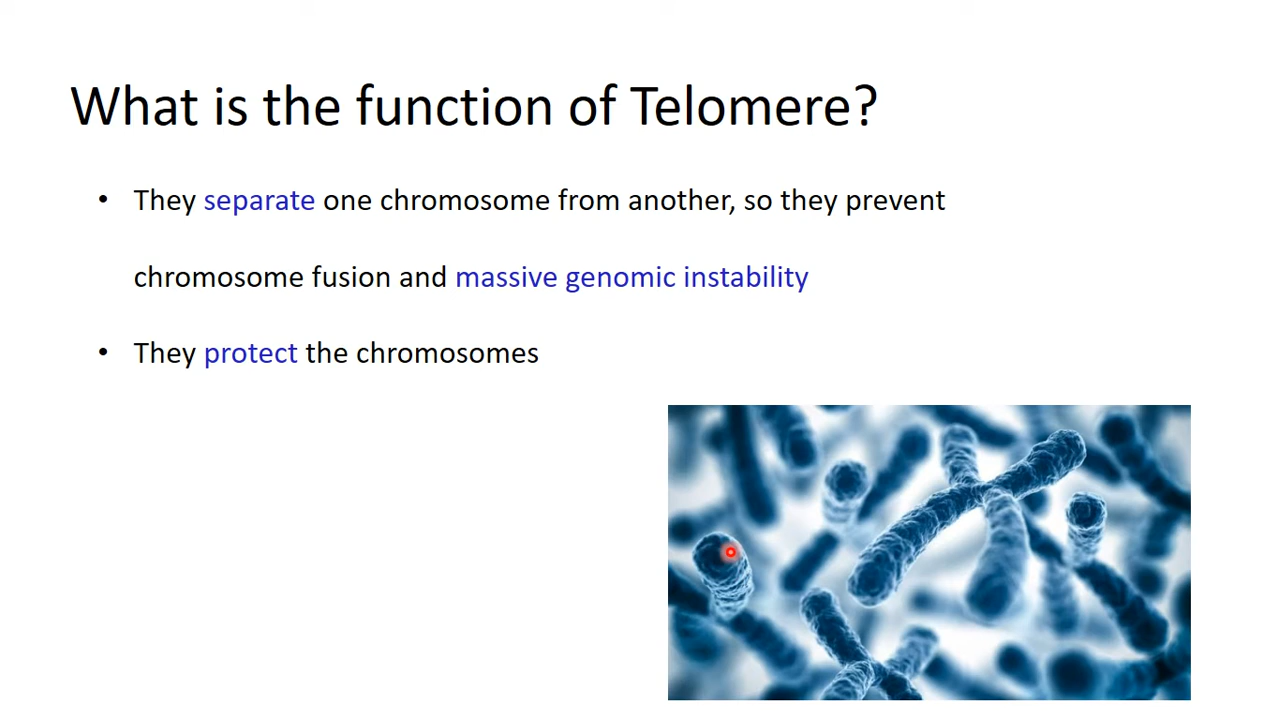 What is the function of Telomere?
• They separate one chromosome from another, so they prevent
chromosome fusion and massive genomic instability
• They protect the chromosomes